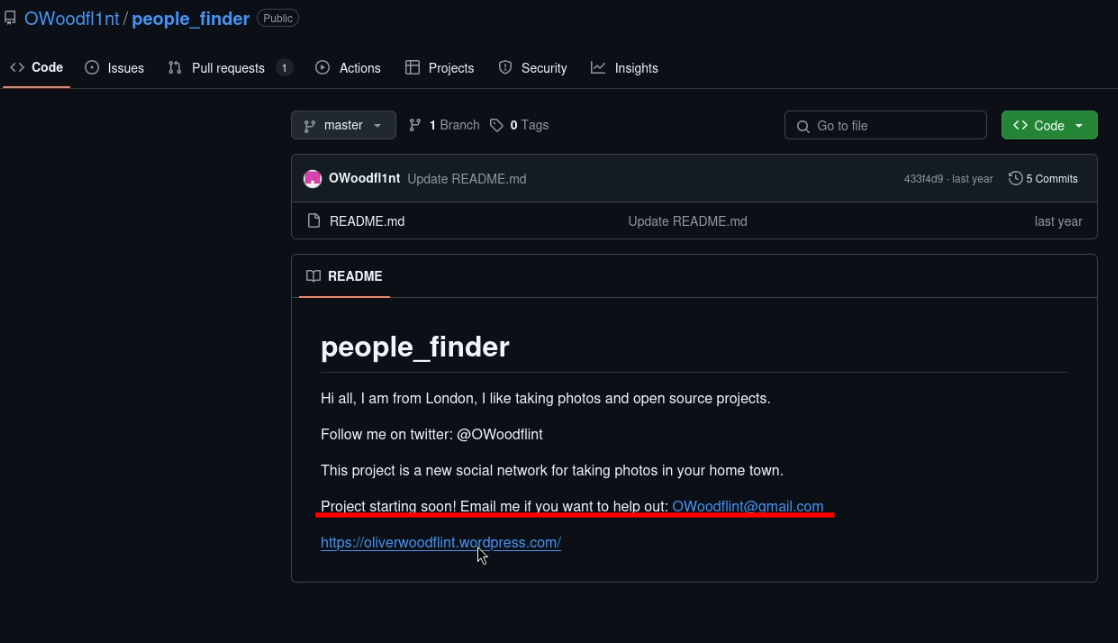 OWoodfl1nt / people_finder Public
Code Issues Pull requests 1 Actions Projects Security Insights
master 1 Branch 0 Tags Go to file Code
OWoodfl1nt Update README.md 433f4d9 · last year 5 Commits
README.md Update README.md last year
README
people_finder
Hi all, I am from London, I like taking photos and open source projects.
Follow me on twitter: @OWoodflint
This project is a new social network for taking photos in your home town.
Project starting soon! Email me if you want to help out: OWoodflint@gmail.com
https://oliverwoodflint.wordpress.com/